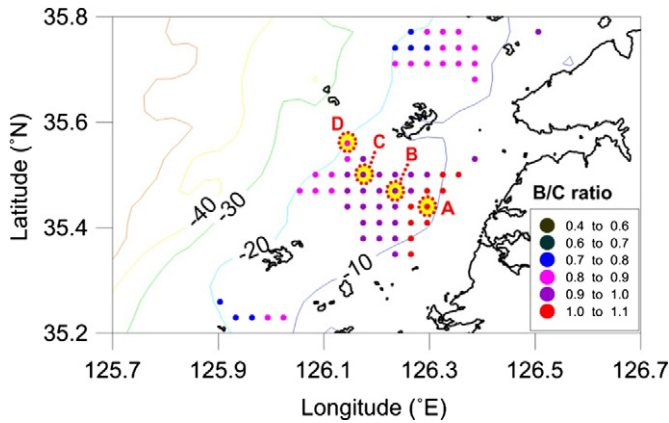 35.8
35.6
35.4
35.2
Latitude (˚N)
D
C
B
A
-40
-30
-20
-10
B/C ratio
0.4 to 0.6
0.6 to 0.7
0.7 to 0.8
0.8 to 0.9
0.9 to 1.0
1.0 to 1.1
125.7
125.9
126.1
126.3
126.5
126.7
Longitude (˚E)